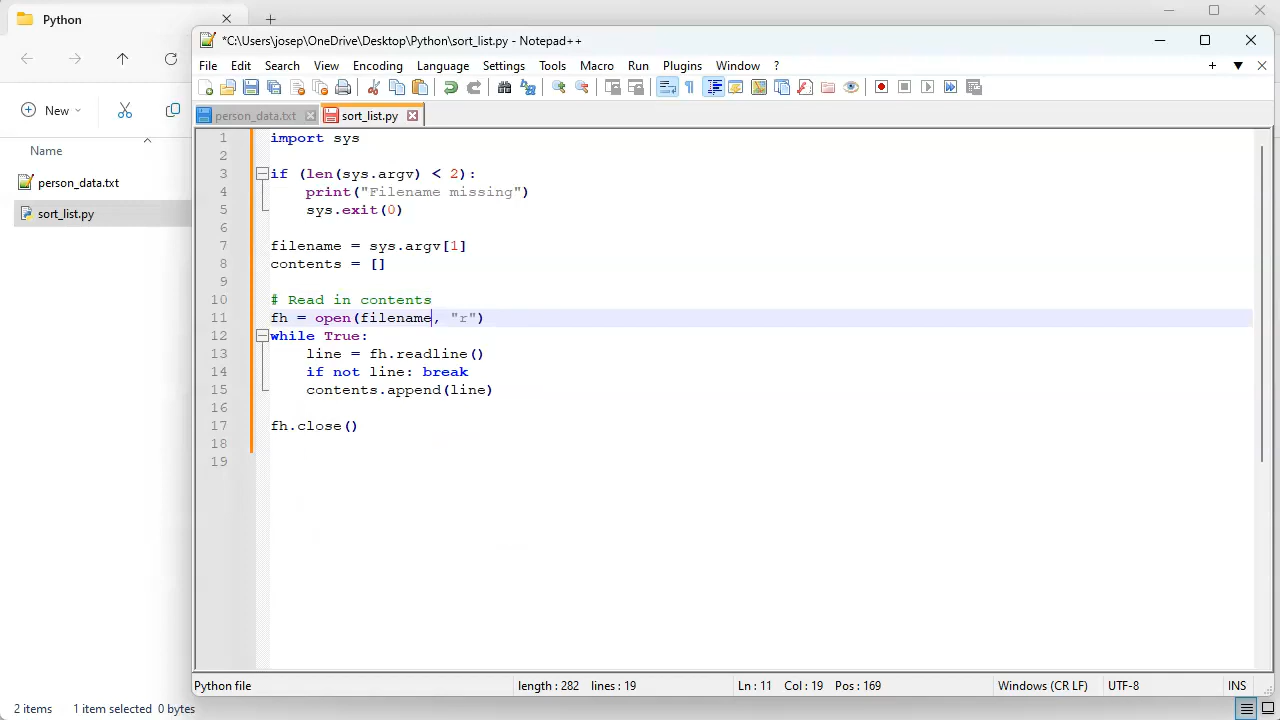 Python
*C:\Users\josep\OneDrive\Desktop\Python\sort_list.py - Notepad++
File Edit Search View Encoding Language Settings Tools Macro Run Plugins Window ?
New
person_data.txt sort_list.py
Name
person_data.txt
sort_list.py
1 import sys
2
3 if (len(sys.argv) < 2):
4 print("Filename missing")
5 sys.exit(0)
6
7 filename = sys.argv[1]
8 contents = []
9
10 # Read in contents
11 fh = open(filename, "r")
12 while True:
13 line = fh.readline()
14 if not line: break
15 contents.append(line)
16
17 fh.close()
18
19
Python file length : 282 lines : 19 Ln : 11 Col : 19 Pos : 169 Windows (CR LF) UTF-8 INS
2 items 1 item selected 0 bytes